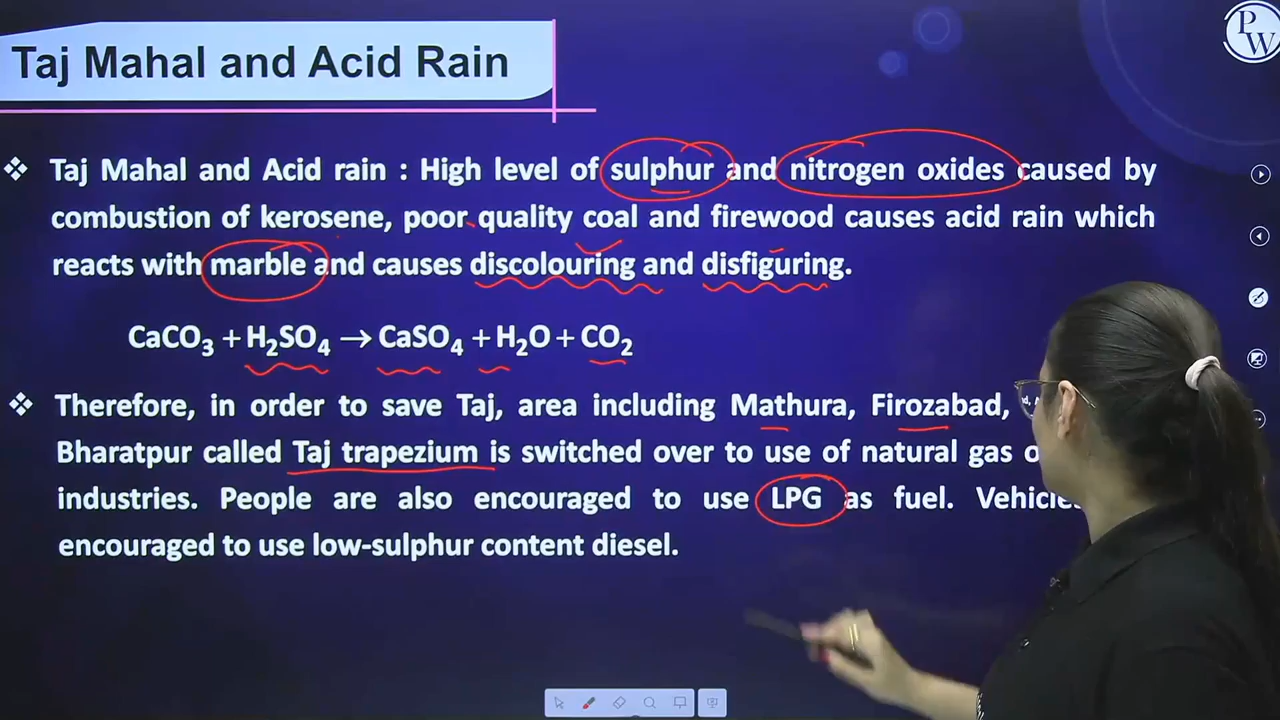 Taj Mahal and Acid Rain
PW
❖ Taj Mahal and Acid rain : High level of sulphur and nitrogen oxides caused by
combustion of kerosene, poor quality coal and firewood causes acid rain which
reacts with marble and causes discolouring and disfiguring.
CaCO₃ + H₂SO₄ → CaSO₄ + H₂O + CO₂
❖ Therefore, in order to save Taj, area including Mathura, Firozabad,
Bharatpur called Taj trapezium is switched over to use of natural gas
industries. People are also encouraged to use LPG as fuel. Vehicles
encouraged to use low-sulphur content diesel.